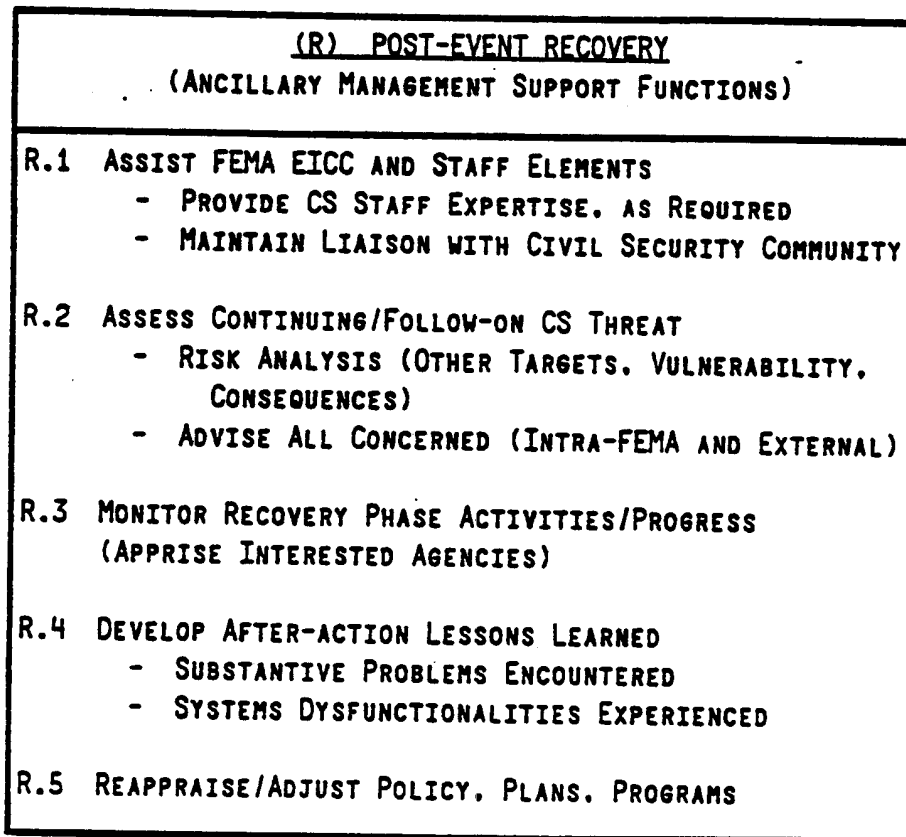 (R) POST-EVENT RECOVERY
(ANCILLARY MANAGEMENT SUPPORT FUNCTIONS)
R.1 ASSIST FEMA EICC AND STAFF ELEMENTS
- PROVIDE CS STAFF EXPERTISE, AS REQUIRED
- MAINTAIN LIAISON WITH CIVIL SECURITY COMMUNITY
R.2 ASSESS CONTINUING/FOLLOW-ON CS THREAT
- RISK ANALYSIS (OTHER TARGETS, VULNERABILITY,
CONSEQUENCES)
- ADVISE ALL CONCERNED (INTRA-FEMA AND EXTERNAL)
R.3 MONITOR RECOVERY PHASE ACTIVITIES/PROGRESS
(APPRISE INTERESTED AGENCIES)
R.4 DEVELOP AFTER-ACTION LESSONS LEARNED
- SUBSTANTIVE PROBLEMS ENCOUNTERED
- SYSTEMS DYSFUNCTIONALITIES EXPERIENCED
R.5 REAPPRAISE/ADJUST POLICY, PLANS, PROGRAMS